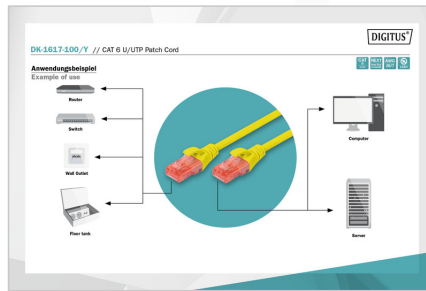 DIGITUS®
DK-1617-100/Y // CAT 6 U/UTP Patch Cord
Anwendungsbeispiel
Example of use
Router
Switch
Wall Outlet
Floor tank
Computer
Server